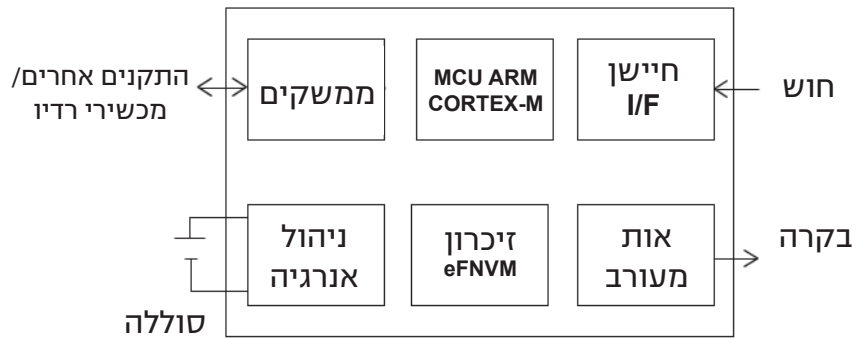 התקנים אחרים/
מכשירי רדיו
ממשקים
MCU ARM
CORTEX-M
חיישן
I/F
חוש
סוללה
ניהול
אנרגיה
זיכרון
eFNVM
אות
מעורב
בקרה